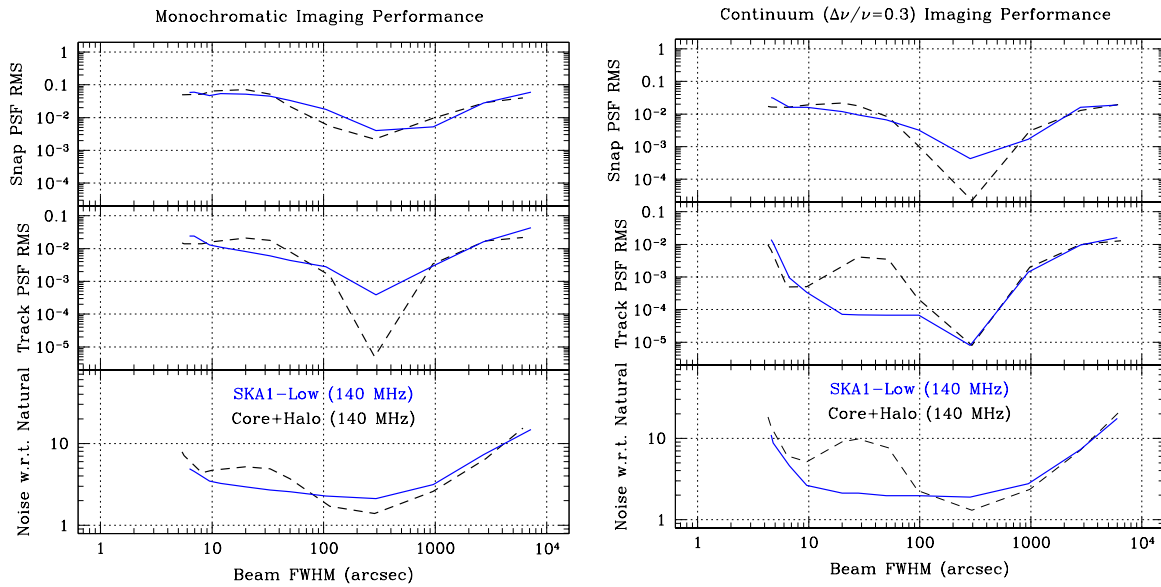 Monochromatic Imaging Performance
Snap PSF RMS
1
0.1
10⁻²
10⁻³
10⁻⁴
Track PSF RMS
0.1
10⁻²
10⁻³
10⁻⁴
10⁻⁵
Noise w.r.t. Natural
10
1
SKA1-Low (140 MHz)
Core+Halo (140 MHz)
1 10 100 1000 10⁴
Beam FWHM (arcsec)
Continuum (Δν/ν=0.3) Imaging Performance
Snap PSF RMS
1
0.1
10⁻²
10⁻³
10⁻⁴
Track PSF RMS
0.1
10⁻²
10⁻³
10⁻⁴
10⁻⁵
Noise w.r.t. Natural
10
1
SKA1-Low (140 MHz)
Core+Halo (140 MHz)
1 10 100 1000 10⁴
Beam FWHM (arcsec)